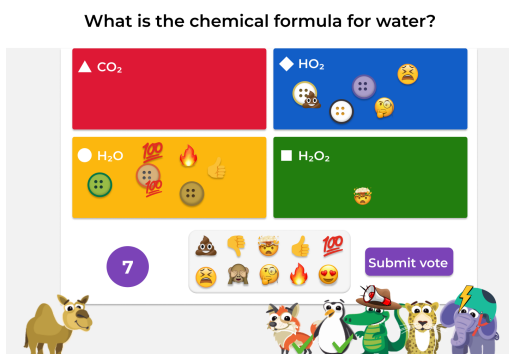 What is the chemical formula for water?
CO₂
HO₂
💯
H₂O
💯
H₂O₂
💯
7
Submit vote